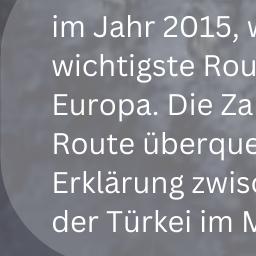 im Jahr 2015,
wichtigste
Europa. Die
Route
Erklärung
der Türkei im